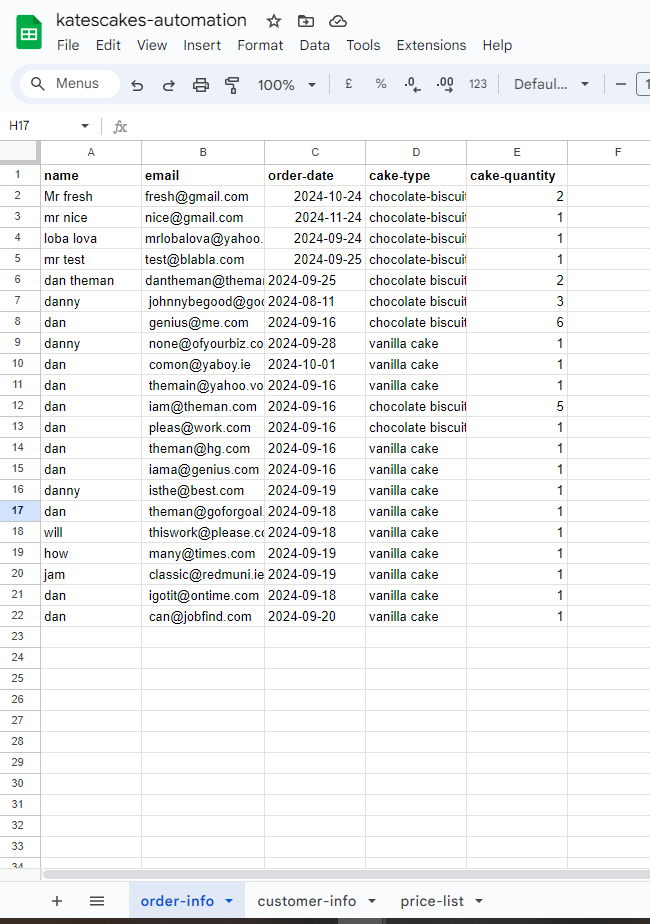 katescakes-automation
File Edit View Insert Format Data Tools Extensions Help
Menus 100% £ % .0 .00 123 Defaul... 1
H17 fx
A B C D E F
1 name email order-date cake-type cake-quantity
2 Mr fresh fresh@gmail.com 2024-10-24 chocolate-biscuit 2
3 mr nice nice@gmail.com 2024-11-24 chocolate-biscuit 1
4 loba lova mrlobalova@yahoo. 2024-09-24 chocolate-biscuit 1
5 mr test test@blabla.com 2024-09-25 chocolate-biscuit 1
6 dan theman dantheman@themai 2024-09-25 chocolate biscuit 2
7 danny johnnybegood@goo 2024-08-11 chocolate biscuit 3
8 dan genius@me.com 2024-09-16 chocolate biscuit 6
9 danny none@ofyourbiz.co 2024-09-28 vanilla cake 1
10 dan comon@yaboy.ie 2024-10-01 vanilla cake 1
11 dan themain@yahoo.vo 2024-09-16 vanilla cake 1
12 dan iam@theman.com 2024-09-16 chocolate biscuit 5
13 dan pleas@work.com 2024-09-16 chocolate biscuit 1
14 dan theman@hg.com 2024-09-16 vanilla cake 1
15 dan iama@genius.com 2024-09-16 vanilla cake 1
16 danny isthe@best.com 2024-09-19 vanilla cake 1
17 dan theman@goforgoal. 2024-09-18 vanilla cake 1
18 will thiswork@please.co 2024-09-18 vanilla cake 1
19 how many@times.com 2024-09-19 vanilla cake 1
20 jam classic@redmuni.ie 2024-09-19 vanilla cake 1
21 dan igotit@ontime.com 2024-09-18 vanilla cake 1
22 dan can@jobfind.com 2024-09-20 vanilla cake 1
23
24
25
26
27
28
29
30
31
32
33
34
order-info customer-info price-list